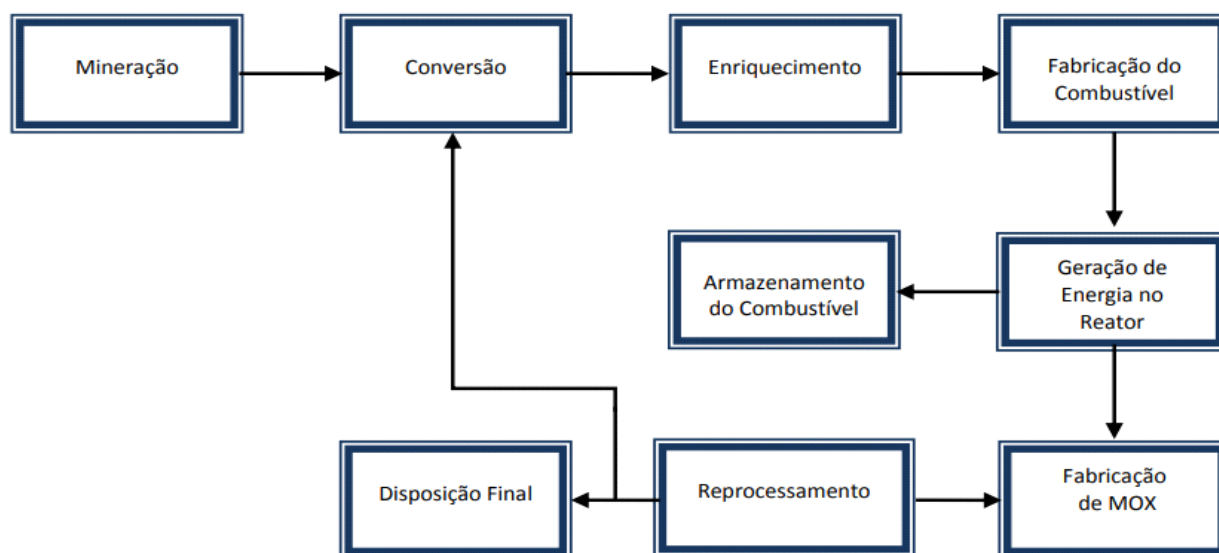 Mineração
Conversão
Enriquecimento
Fabricação do
Combustível
Armazenamento
do Combustível
Geração de
Energia no
Reator
Disposição Final
Reprocessamento
Fabricação
de MOX